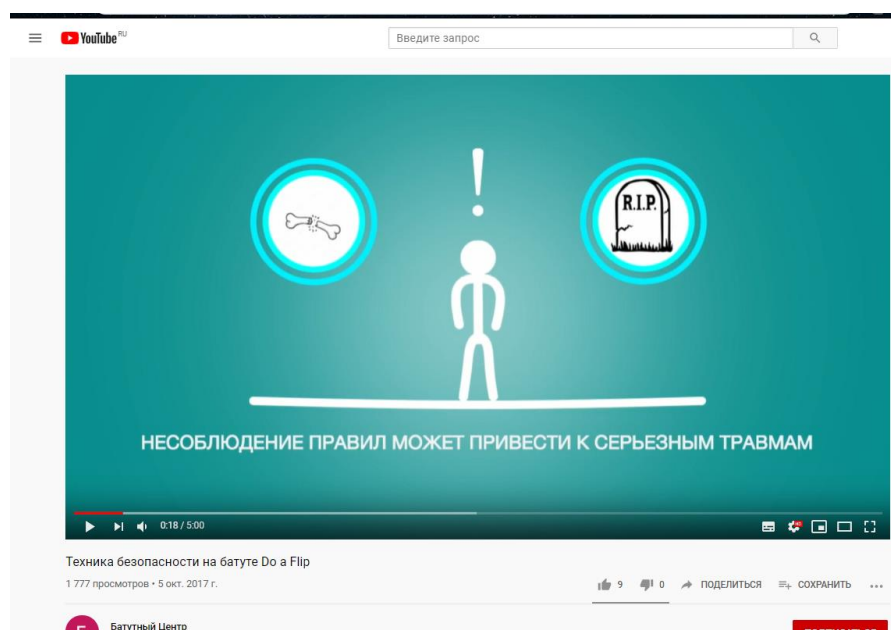 YouTube RU
Введите запрос
!
R.I.P.
НЕСОБЛЮДЕНИЕ ПРАВИЛ МОЖЕТ ПРИВЕСТИ К СЕРЬЕЗНЫМ ТРАВМАМ
0:18 / 5:00
Техника безопасности на батуте Do a Flip
1 777 просмотров • 5 окт. 2017 г.
9 0 ПОДЕЛИТЬСЯ СОХРАНИТЬ ...
Батутный Центр